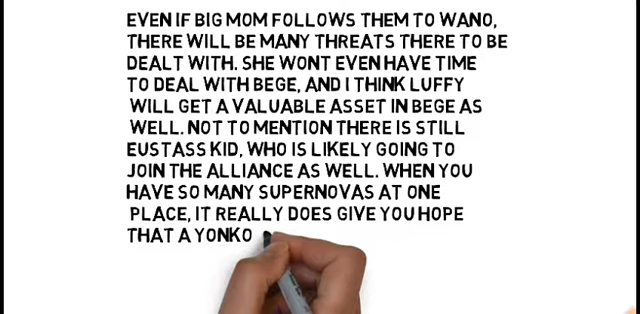 EVEN IF BIG MOM FOLLOWS THEM TO WANO,
THERE WILL BE MANY THREATS THERE TO BE
DEALT WITH. SHE WONT EVEN HAVE TIME
TO DEAL WITH BEGE, AND I THINK LUFFY
WILL GET A VALUABLE ASSET IN BEGE AS
WELL. NOT TO MENTION THERE IS STILL
EUSTASS KID, WHO IS LIKELY GOING TO
JOIN THE ALLIANCE AS WELL. WHEN YOU
HAVE SO MANY SUPERNOVAS AT ONE
PLACE, IT REALLY DOES GIVE YOU HOPE
THAT A YONKO